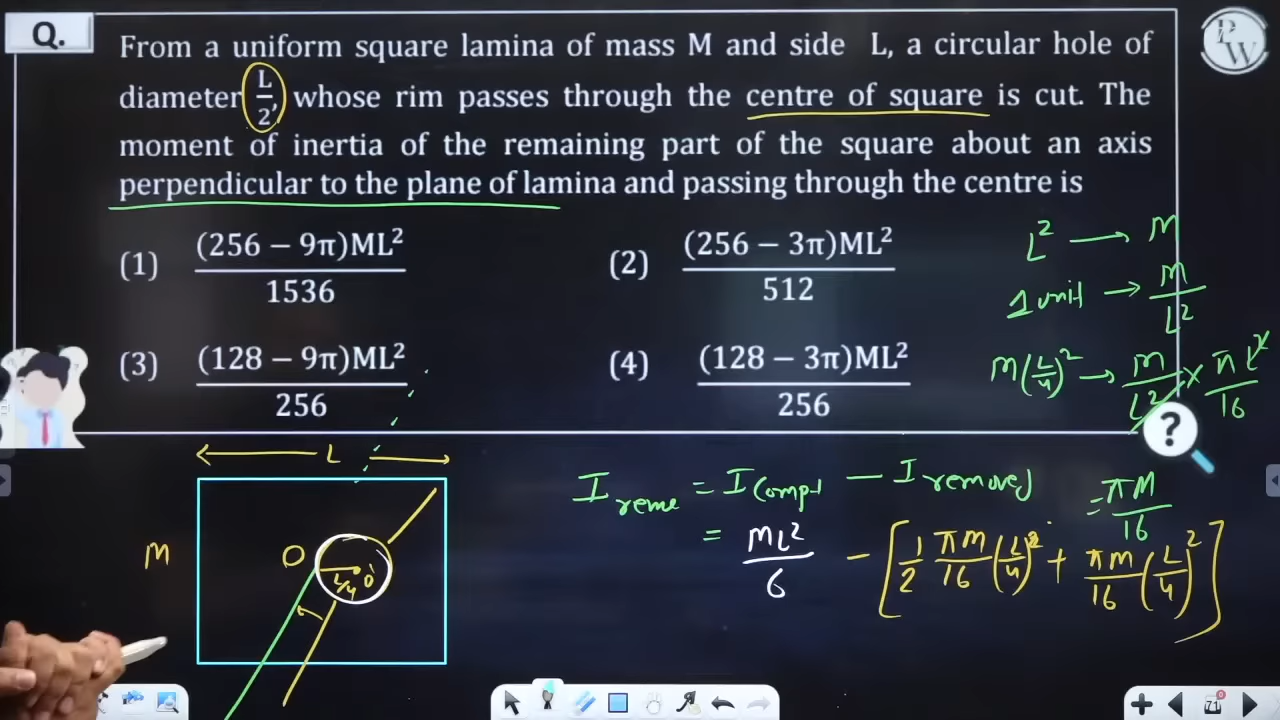 Q.
PW
From a uniform square lamina of mass M and side L, a circular hole of
diameter L/2, whose rim passes through the centre of square is cut. The
moment of inertia of the remaining part of the square about an axis
perpendicular to the plane of lamina and passing through the centre is
(1) (256 − 9π)ML² / 1536
(2) (256 − 3π)ML² / 512
(3) (128 − 9π)ML² / 256
(4) (128 − 3π)ML² / 256
L² → M
1 unit → M/L²
π(L/4)² → M/L² × πL²/16
= πM/16
?
L
M
O
L/4 O'
I reme = I comp+ − I removed
= ML²/6 − [1/2 πM/16 (L/4)² + πM/16 (L/4)²]
71